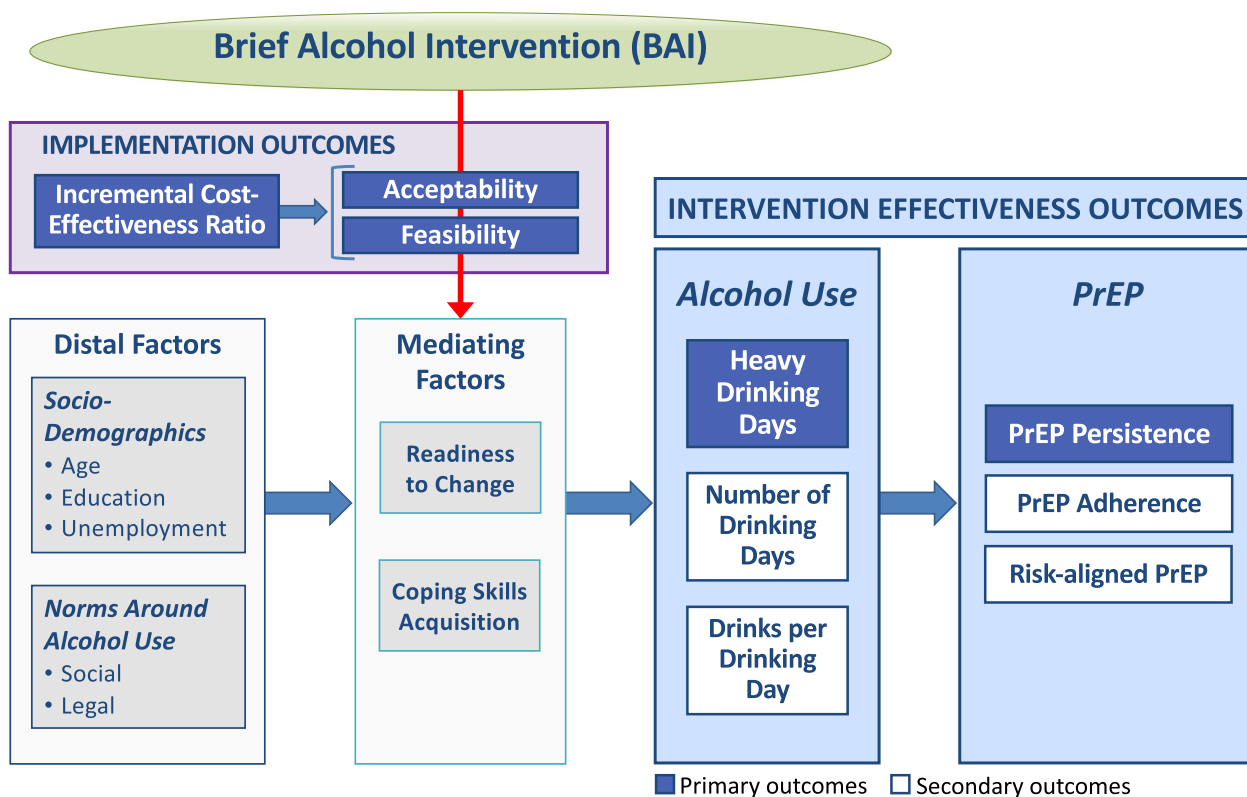 Brief Alcohol Intervention (BAI)
IMPLEMENTATION OUTCOMES
Incremental Cost-
Effectiveness Ratio
Acceptability
Feasibility
INTERVENTION EFFECTIVENESS OUTCOMES
Distal Factors
Socio-
Demographics
• Age
• Education
• Unemployment
Norms Around
Alcohol Use
• Social
• Legal
Mediating
Factors
Readiness
to Change
Coping Skills
Acquisition
Alcohol Use
Heavy
Drinking
Days
Number of
Drinking
Days
Drinks per
Drinking
Day
PrEP
PrEP Persistence
PrEP Adherence
Risk-aligned PrEP
Primary outcomes
Secondary outcomes